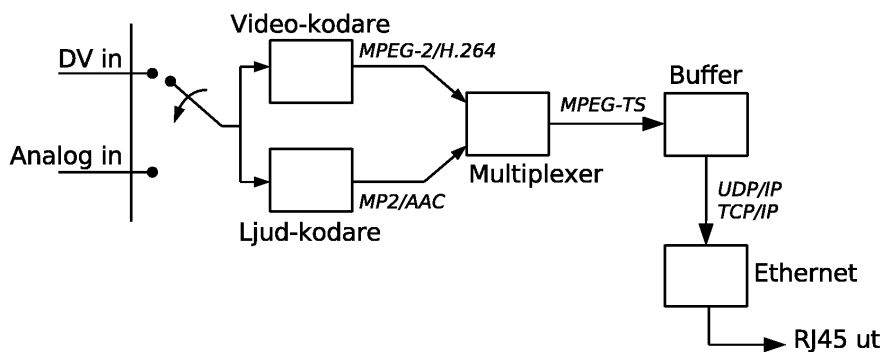 Video-kodare
DV in
MPEG-2/H.264
Buffer
MPEG-TS
Analog in
Multiplexer
MP2/AAC
Ljud-kodare
UDP/IP
TCP/IP
Ethernet
RJ45 ut